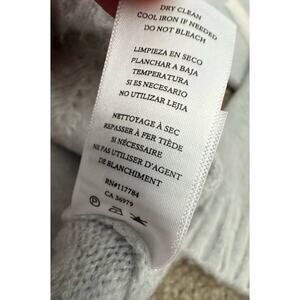 DRY CLEAN
COOL IRON IF NEEDED
DO NOT BLEACH
LIMPIEZA EN SECO
PLANCHAR A BAJA
TEMPERATURA
SI ES NECESARIO
NO UTILIZAR LEJIA
NETTOYAGE À SEC
REPASSER À FER TIÈDE
SI NÉCESSAIRE
NE PAS UTILISER D'AGENT
DE BLANCHIMENT
RN#117784
CA 36979
P